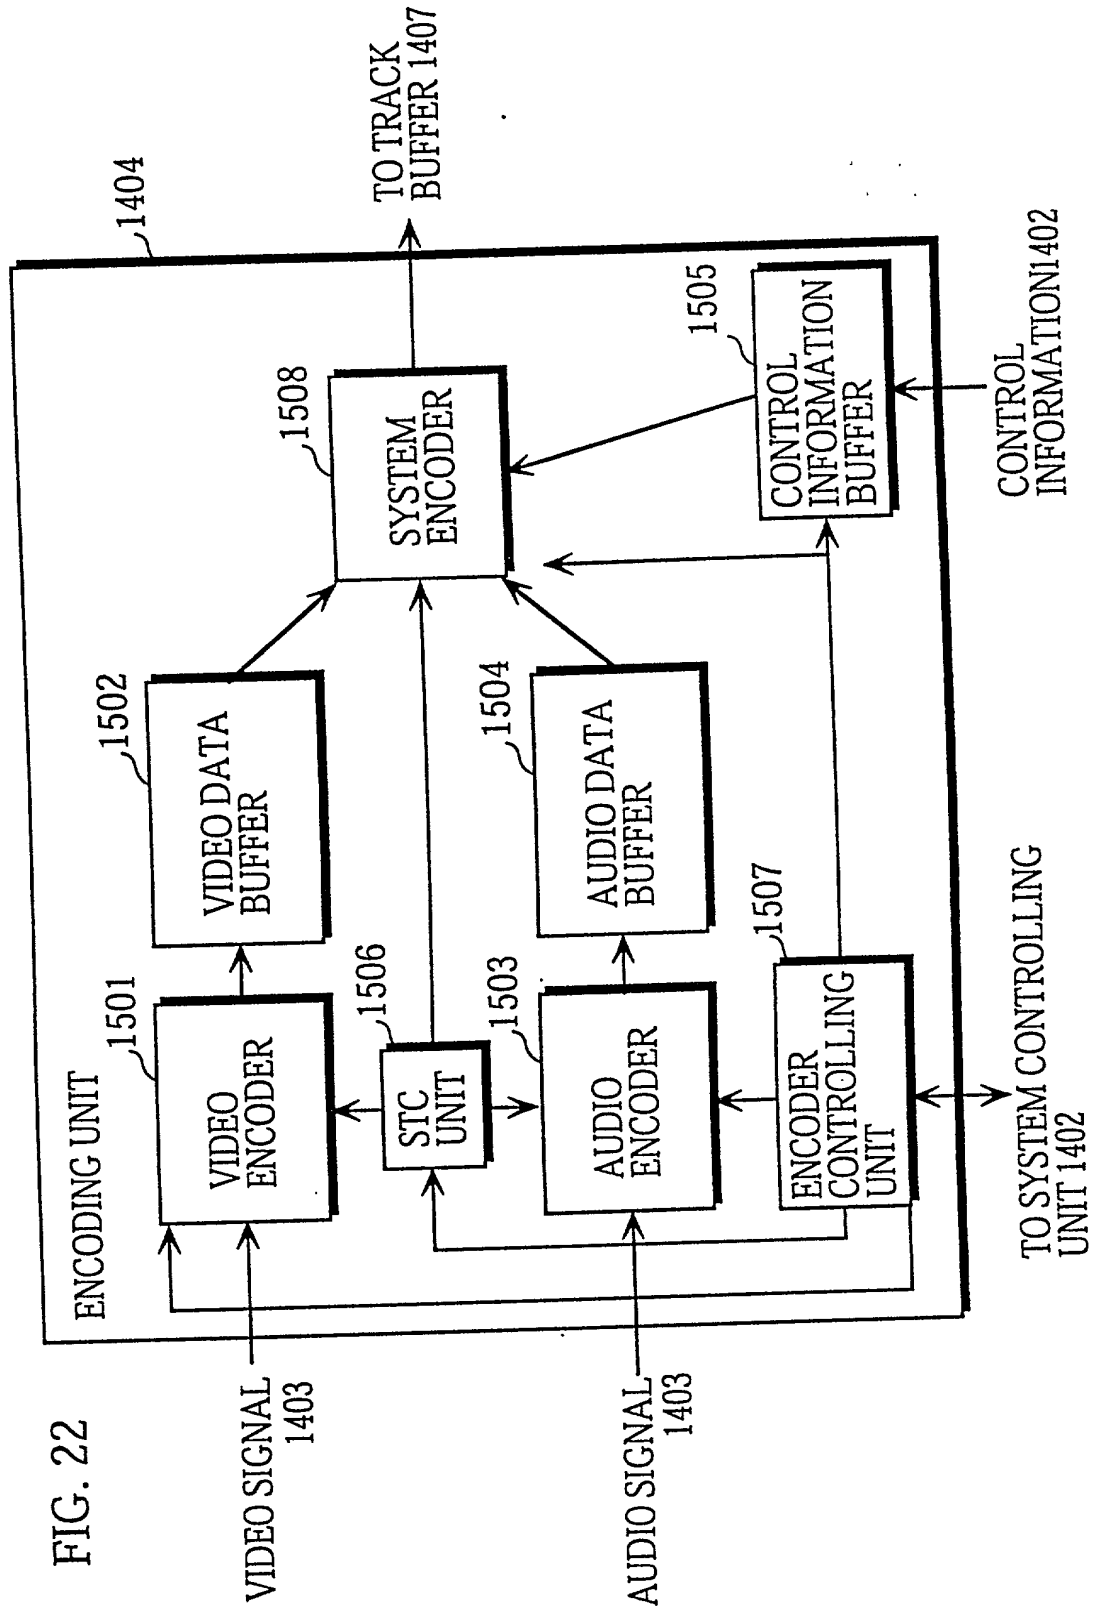 FIG. 22
ENCODING UNIT
1404
VIDEO SIGNAL
1403
1501
VIDEO
ENCODER
1502
VIDEO DATA
BUFFER
1508
SYSTEM
ENCODER
TO TRACK
BUFFER 1407
1506
STC
UNIT
AUDIO SIGNAL
1403
1503
AUDIO
ENCODER
1504
AUDIO DATA
BUFFER
1507
ENCODER
CONTROLLING
UNIT
1505
CONTROL
INFORMATION
BUFFER
TO SYSTEM CONTROLLING
UNIT 1402
CONTROL
INFORMATION1402